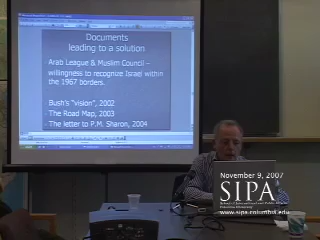 Documents
leading to a solution
Arab League & Muslim Council –
willingness to recognize Israel within
the 1967 borders.
Bush's "vision", 2002
- The Road Map, 2003
- The letter to P.M. Sharon, 2004
November 9, 2007
SIPA
www.sipa.columbia.edu